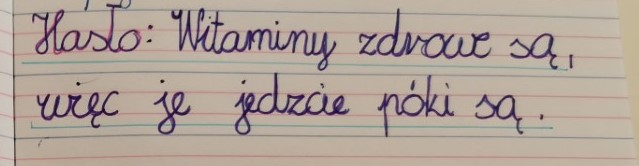 Hasło: Witaminy zdrowe są,
więc je jedzcie póki są.